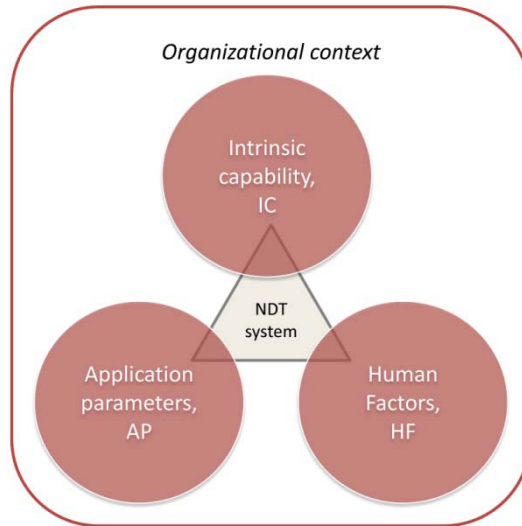 Organizational context
Intrinsic
capability,
IC
NDT
system
Application
parameters,
AP
Human
Factors,
HF